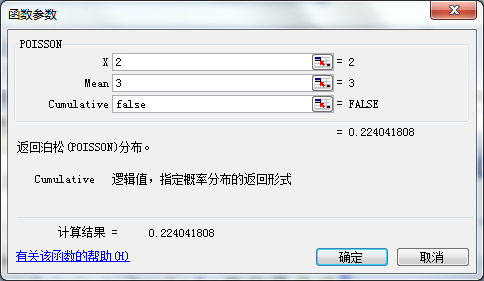 函数参数
POISSON
X 2 = 2
Mean 3 = 3
Cumulative false = FALSE
= 0.224041808
返回泊松(POISSON)分布。
Cumulative 逻辑值，指定概率分布的返回形式
计算结果 = 0.224041808
有关该函数的帮助(H)
确定 取消